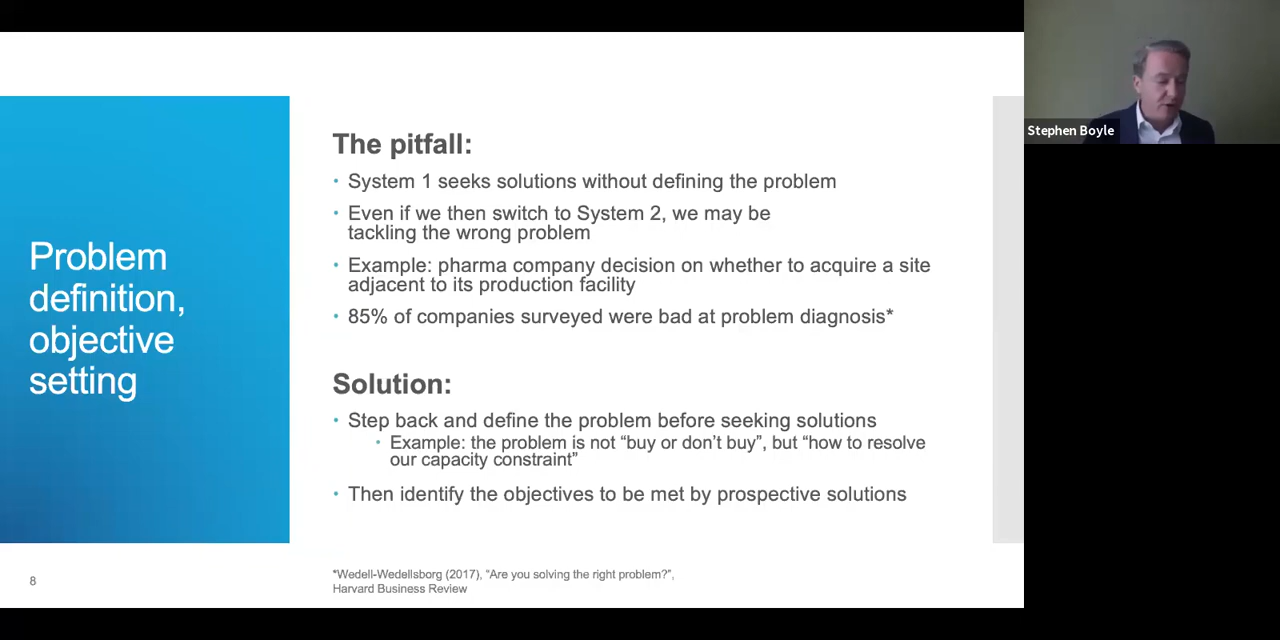 Problem
definition,
objective
setting
The pitfall:
• System 1 seeks solutions without defining the problem
• Even if we then switch to System 2, we may be
tackling the wrong problem
• Example: pharma company decision on whether to acquire a site
adjacent to its production facility
• 85% of companies surveyed were bad at problem diagnosis*
Solution:
• Step back and define the problem before seeking solutions
• Example: the problem is not “buy or don’t buy”, but “how to resolve
our capacity constraint”
• Then identify the objectives to be met by prospective solutions
8
*Wedell-Wedellsborg (2017), “Are you solving the right problem?”,
Harvard Business Review
Stephen Boyle